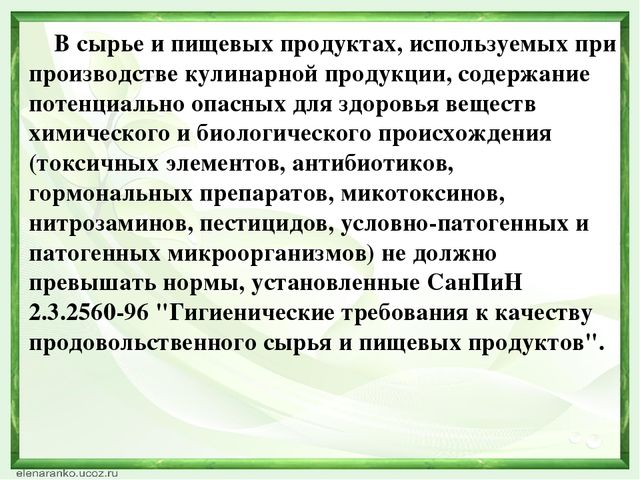 В сырье и пищевых продуктах, используемых при
производстве кулинарной продукции, содержание
потенциально опасных для здоровья веществ
химического и биологического происхождения
(токсичных элементов, антибиотиков,
гормональных препаратов, микотоксинов,
нитрозаминов, пестицидов, условно-патогенных и
патогенных микроорганизмов) не должно
превышать нормы, установленные СанПиН
2.3.2560-96 "Гигиенические требования к качеству
продовольственного сырья и пищевых продуктов".
elenaranko.ucoz.ru